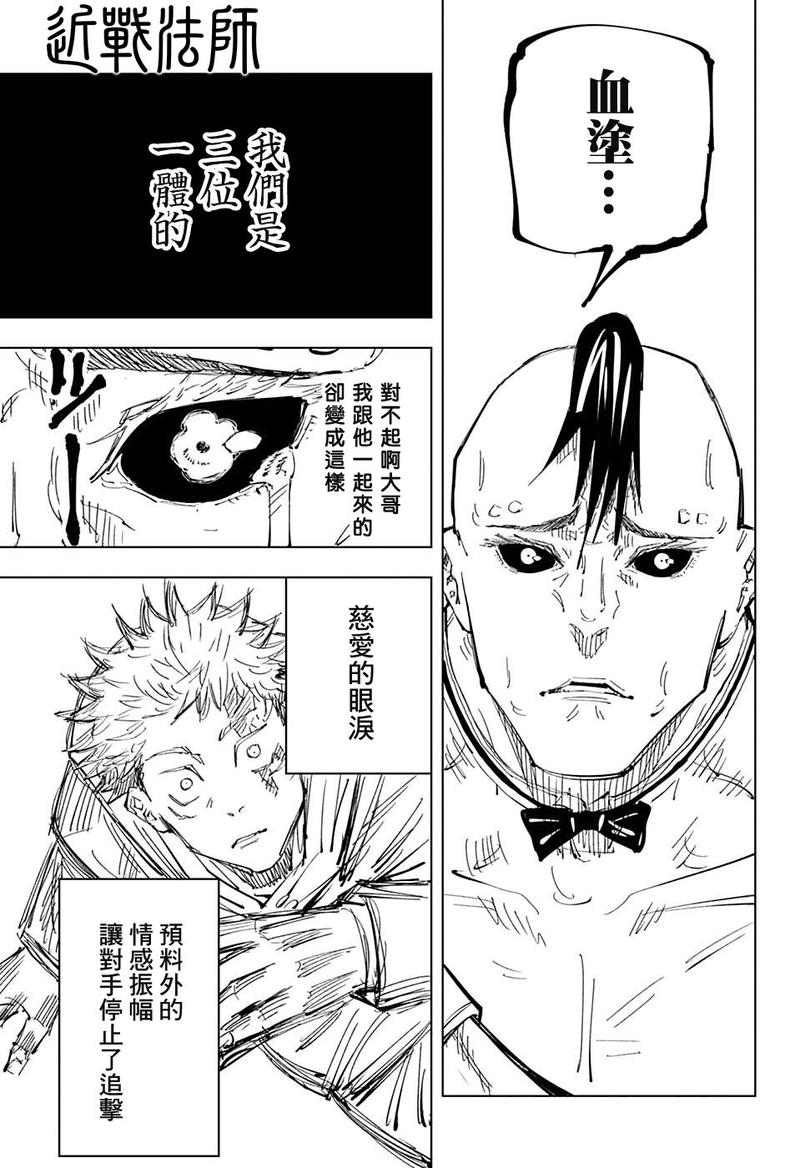 近戰法師
血塗…
我們是
三位
一體的
對不起啊大哥
我跟他一起來的
卻變成這樣
慈愛的眼淚
預料外的
情感振幅
讓對手停止了追擊